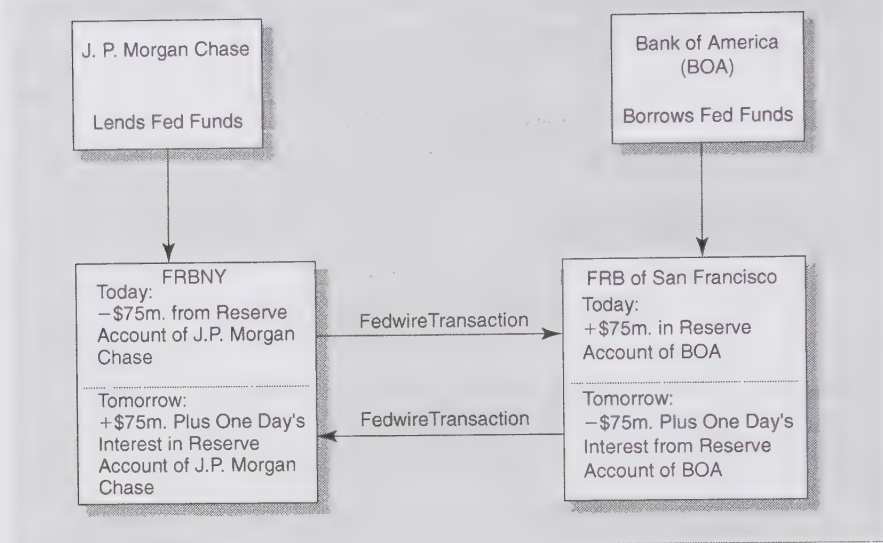 J. P. Morgan Chase
Lends Fed Funds
Bank of America
(BOA)
Borrows Fed Funds
FRBNY
Today:
−$75m. from Reserve
Account of J.P. Morgan
Chase
Tomorrow:
+$75m. Plus One Day's
Interest in Reserve
Account of J.P. Morgan
Chase
FedwireTransaction
FedwireTransaction
FRB of San Francisco
Today:
+$75m. in Reserve
Account of BOA
Tomorrow:
−$75m. Plus One Day's
Interest from Reserve
Account of BOA